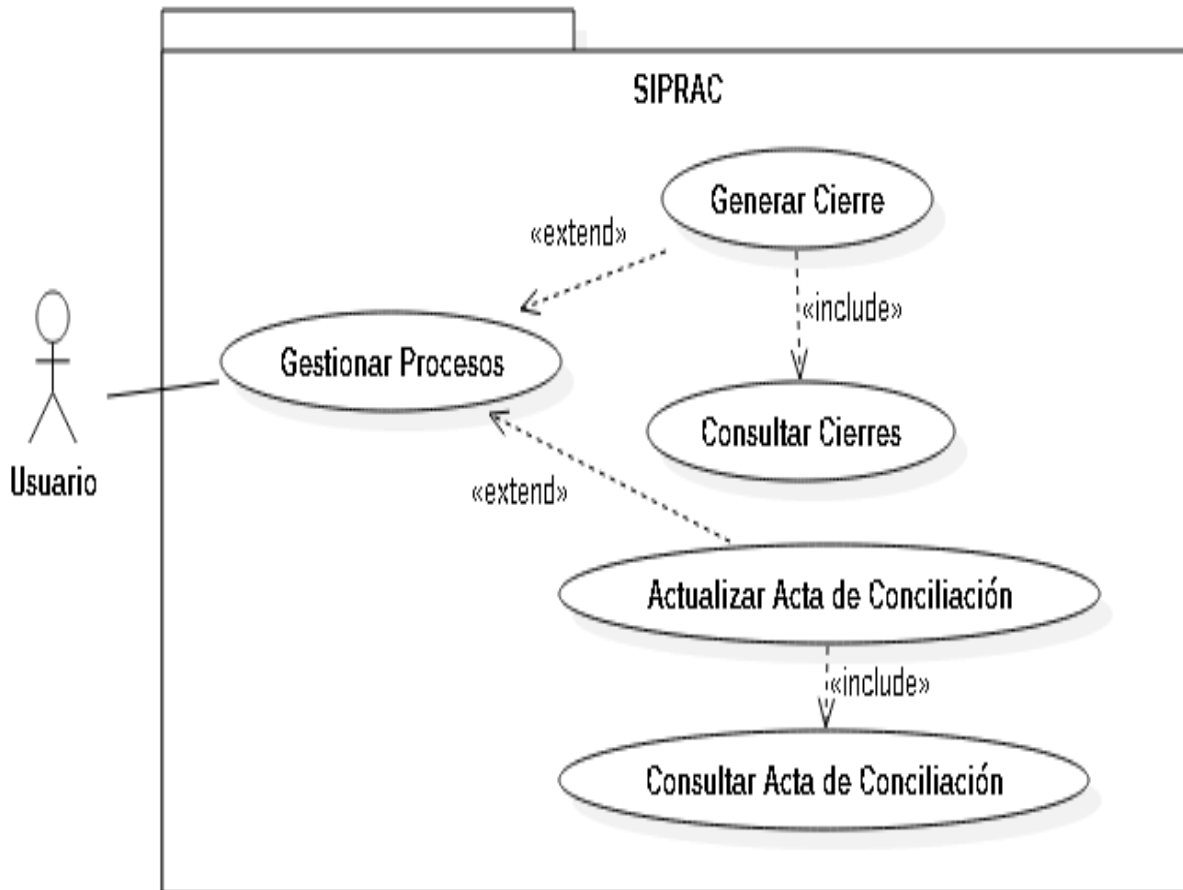 SIPRAC
Generar Cierre
«extend»
«include»
Gestionar Procesos
Consultar Cierres
Usuario
«extend»
Actualizar Acta de Conciliación
«include»
Consultar Acta de Conciliación